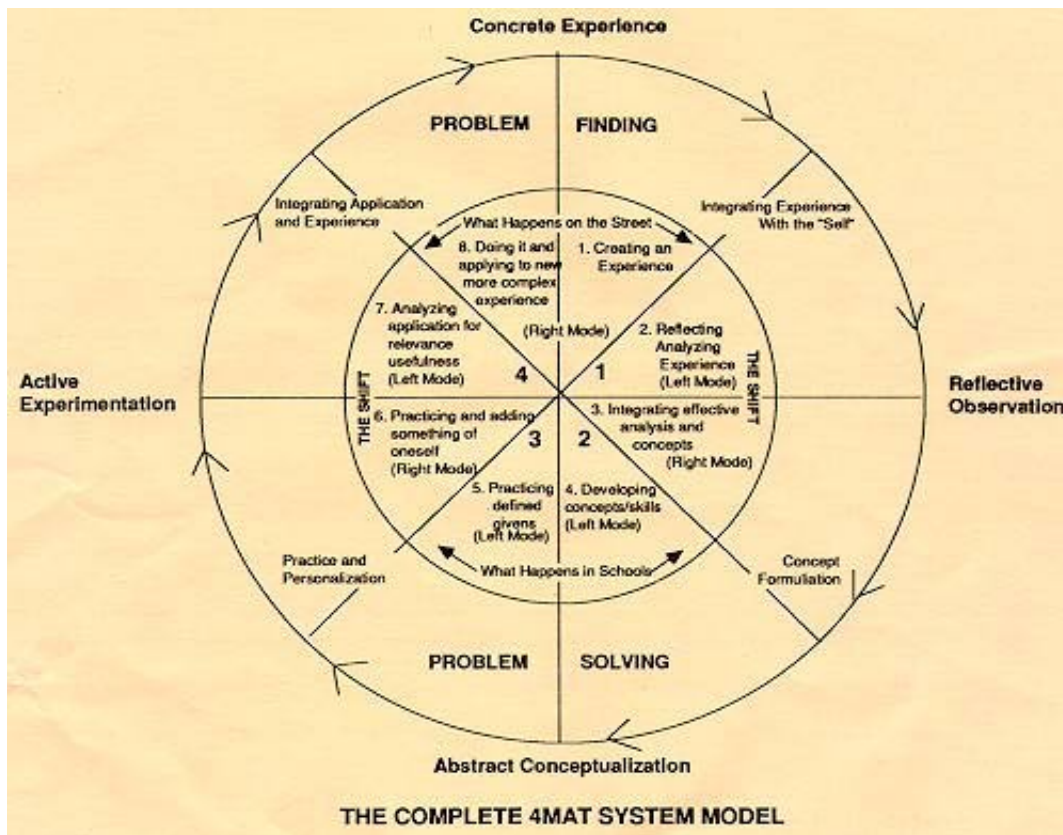 Concrete Experience
PROBLEM
FINDING
Integrating Application
and Experience
Integrating Experience
With the "Self"
What Happens on the Street
8. Doing it and
applying to new
more complex
experience
1. Creating an
Experience
(Right Mode)
7. Analyzing
application for
relevance
usefulness
(Left Mode)
2. Reflecting
Analyzing
Experience
(Left Mode)
4
1
THE SHIFT
THE SHIFT
Active
Experimentation
Reflective
Observation
6. Practicing and adding
something of
oneself
(Right Mode)
3
2
3. Integrating effective
analysis and
concepts
(Right Mode)
5. Practicing
defined
givens
(Left Mode)
4. Developing
concepts/skills
(Left Mode)
What Happens in Schools
Practice and
Personalization
Concept
Formuliation
PROBLEM
SOLVING
Abstract Conceptualization
THE COMPLETE 4MAT SYSTEM MODEL